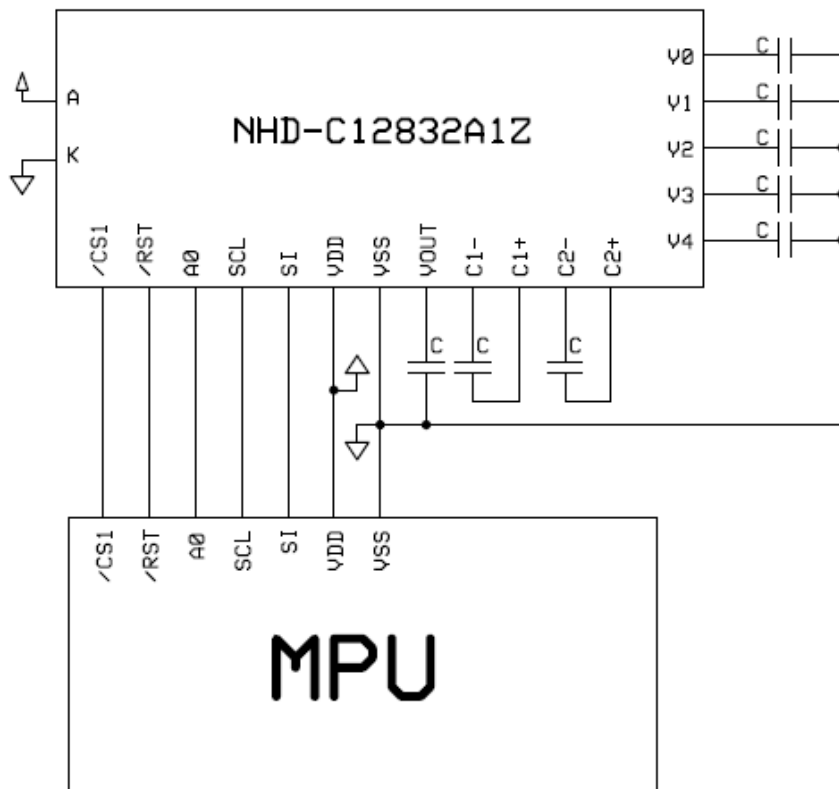 C V0
A
C V1
NHD-C12832A1Z
C V2
K
C V3
C V4
/CS1 /RST A0 SCL SI VDD VSS VOUT C1- C1+ C2- C2+
C C C
/CS1 /RST A0 SCL SI VDD VSS
MPU